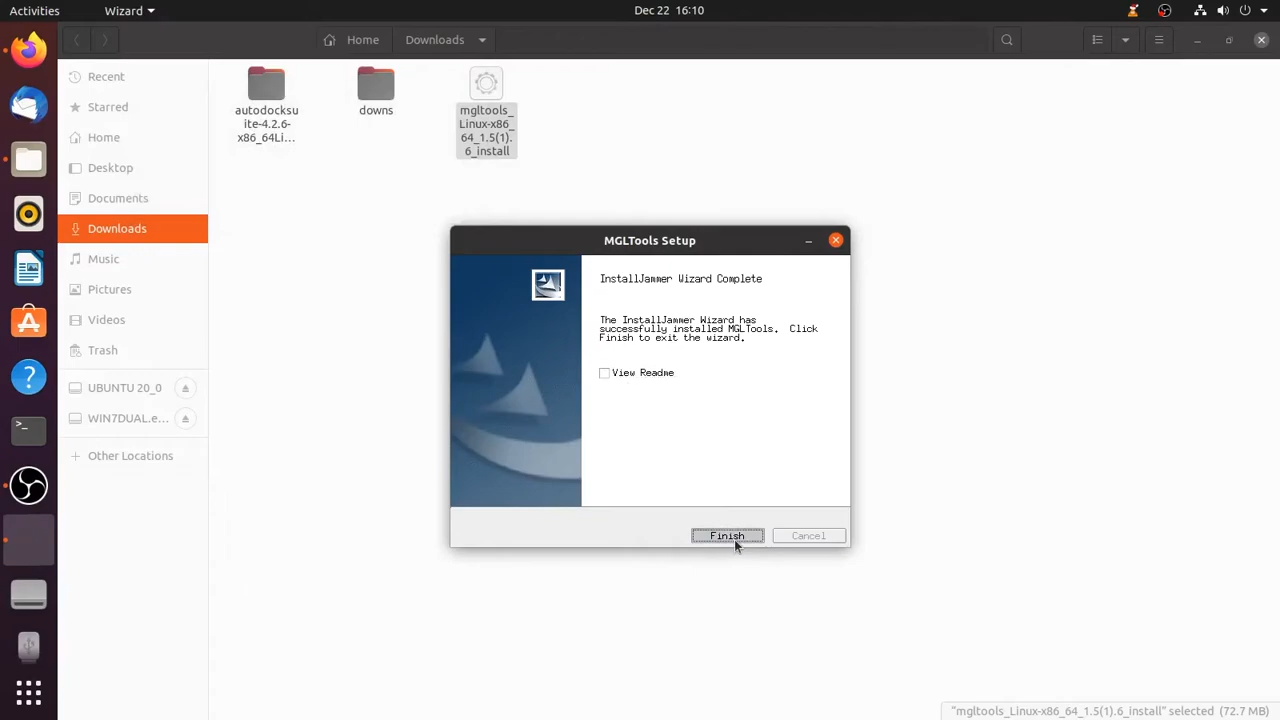 Activities
Wizard
Dec 22 16:10
Home
Downloads
Recent
Starred
Home
Desktop
Documents
Downloads
Music
Pictures
Videos
Trash
UBUNTU 20_0
WIN7DUAL.e…
Other Locations
autodocksu
ite-4.2.6-
x86_64Li…
downs
mgltools_
Linux-x86_
64_1.5(1).
6_install
MGLTools Setup
InstallJammer Wizard Complete
The InstallJammer Wizard has
successfully installed MGLTools. Click
Finish to exit the wizard.
View Readme
Finish
Cancel
"mgltools_Linux-x86_64_1.5(1).6_install" selected (72.7 MB)